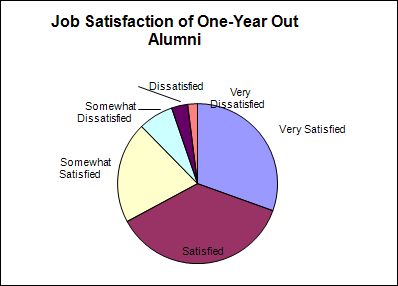 Job Satisfaction of One-Year Out
Alumni
Dissatisfied
Very
Dissatisfied
Somewhat
Dissatisfied
Very Satisfied
Somewhat
Satisfied
Satisfied